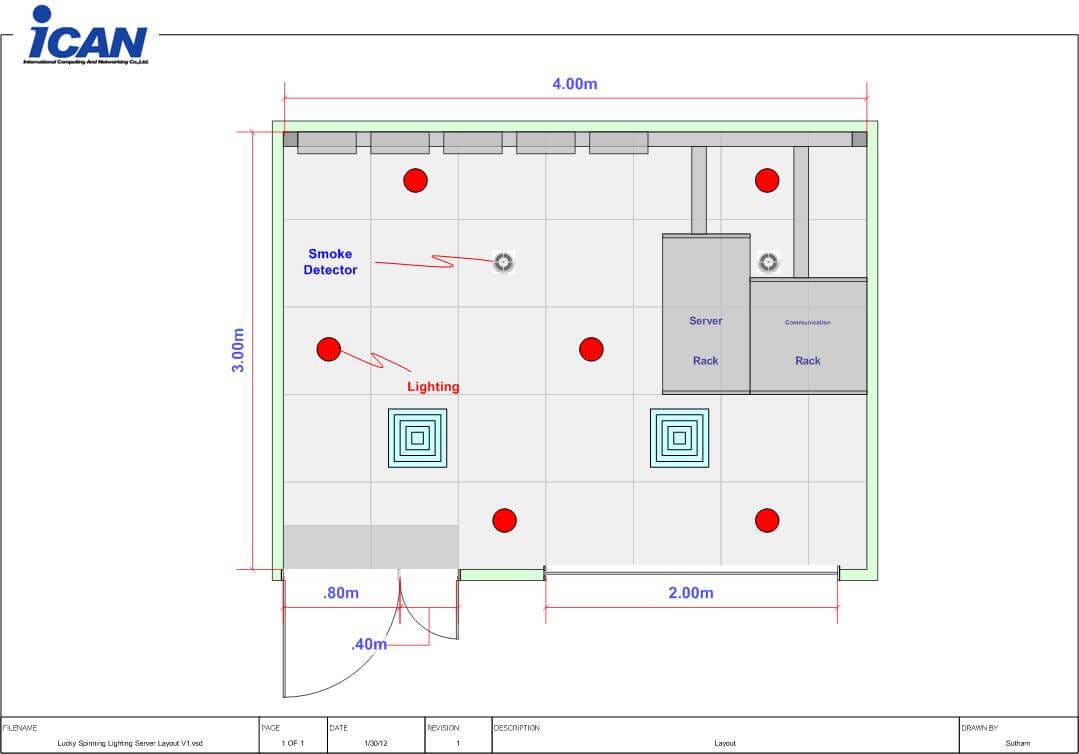 iCAN
International Computing And Networking Co.,Ltd.
4.00m
Smoke
Detector
3.00m
Server
Rack
Communication
Rack
Lighting
.80m
2.00m
.40m
FILENAME
Lucky Spinning Lighting Server Layout V1.vsd
PAGE
1 OF 1
DATE
1/30/12
REVISION
1
DESCRIPTION
Layout
DRAWN BY
Sutham